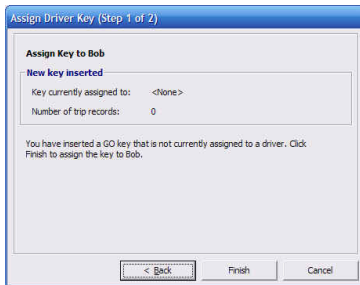 Assign Driver Key (Step 1 of 2)
Assign Key to Bob
New key inserted
Key currently assigned to: <None>
Number of trip records: 0
You have inserted a GO key that is not currently assigned to a driver. Click
Finish to assign the key to Bob.
< Back Finish Cancel